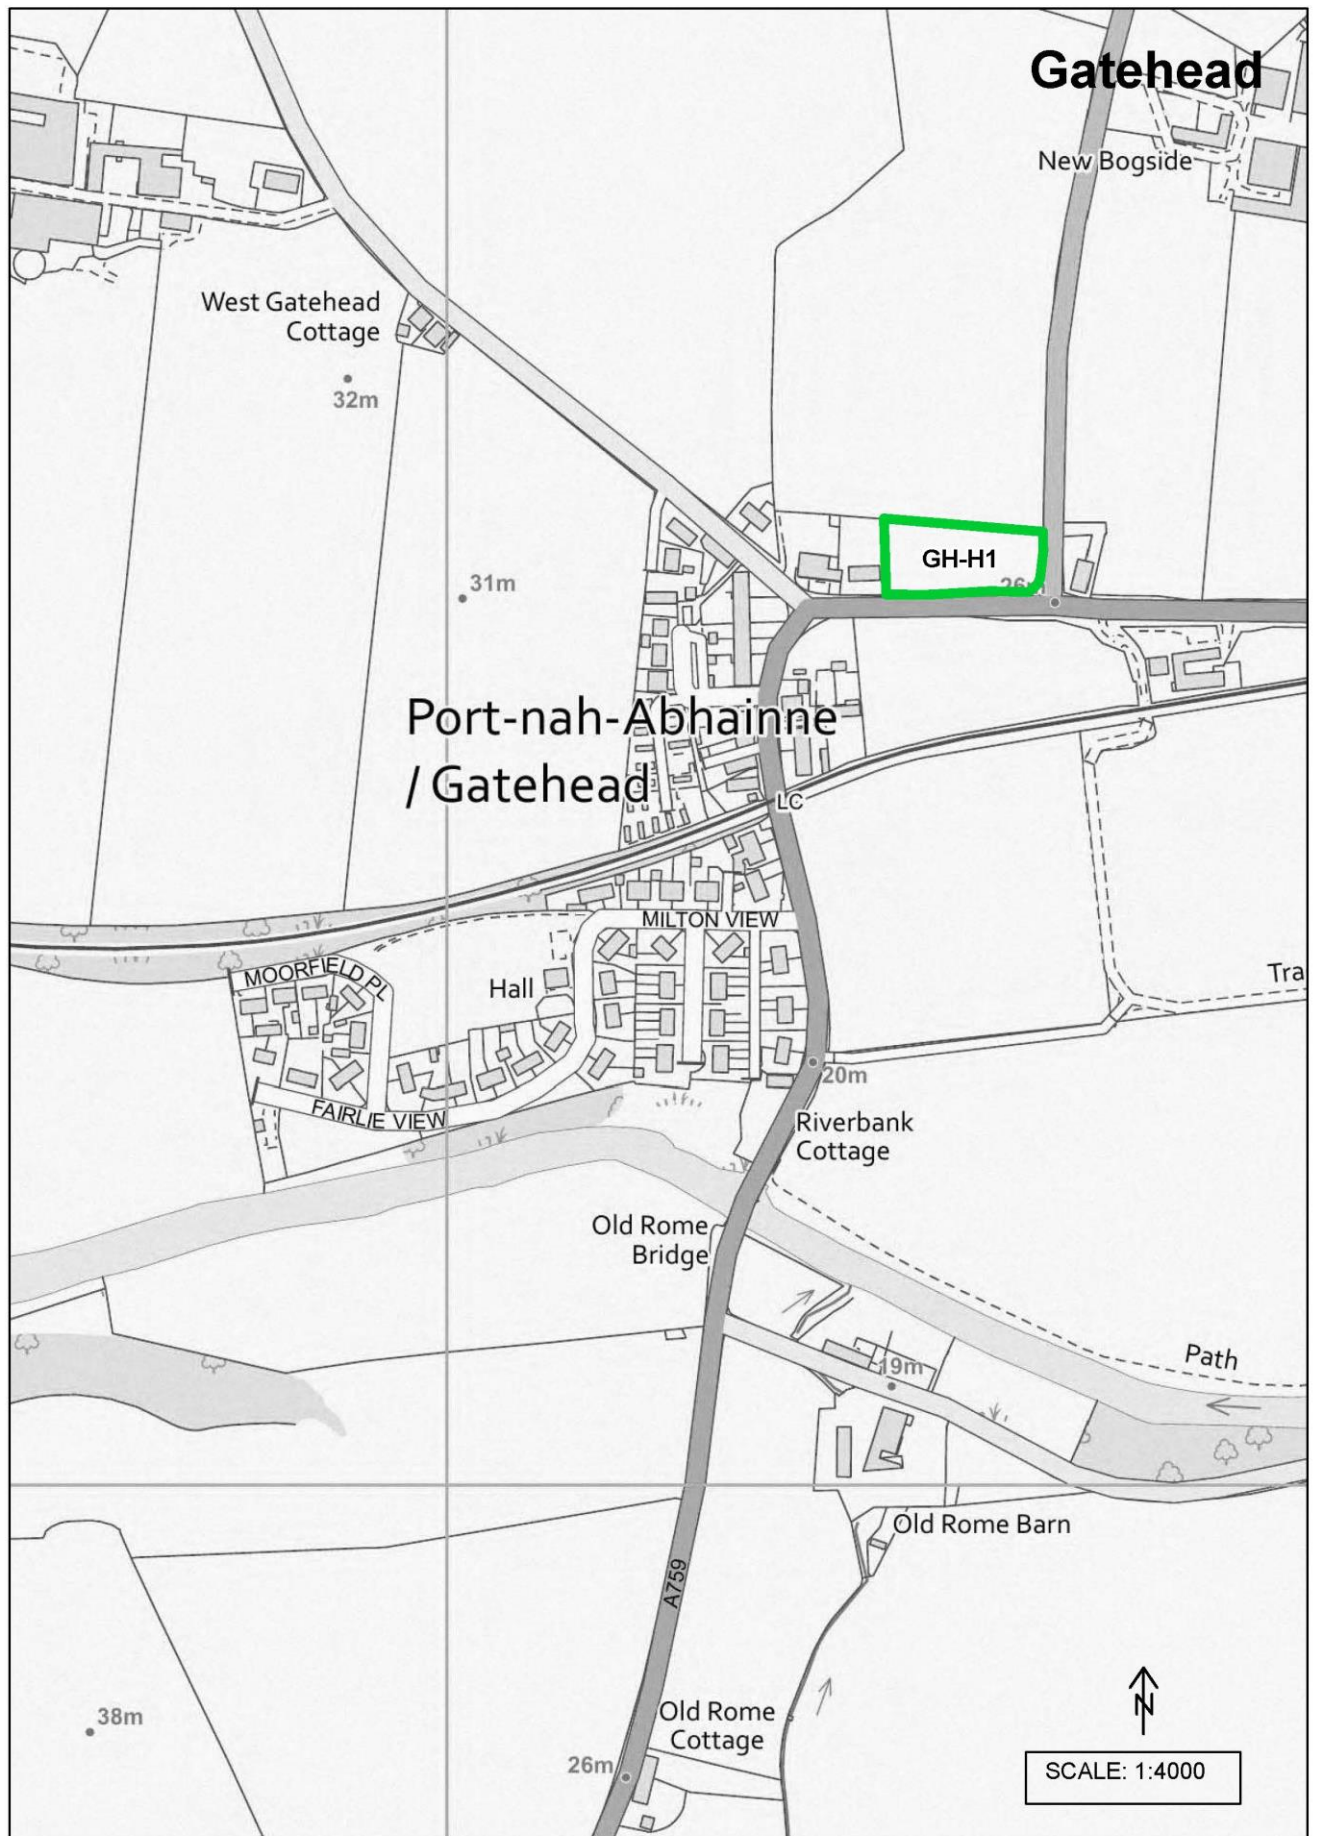 Gatehead
New Bogside
West Gatehead
Cottage
32m
GH-H1
26m
31m
Port-nah-Abhainne
/ Gatehead
LC
MILTON VIEW
MOORFIELD PL
Hall
Tra
20m
FAIRLIE VIEW
Riverbank
Cottage
Old Rome
Bridge
Path
19m
Old Rome Barn
A759
Old Rome
Cottage
38m
26m
N
SCALE: 1:4000